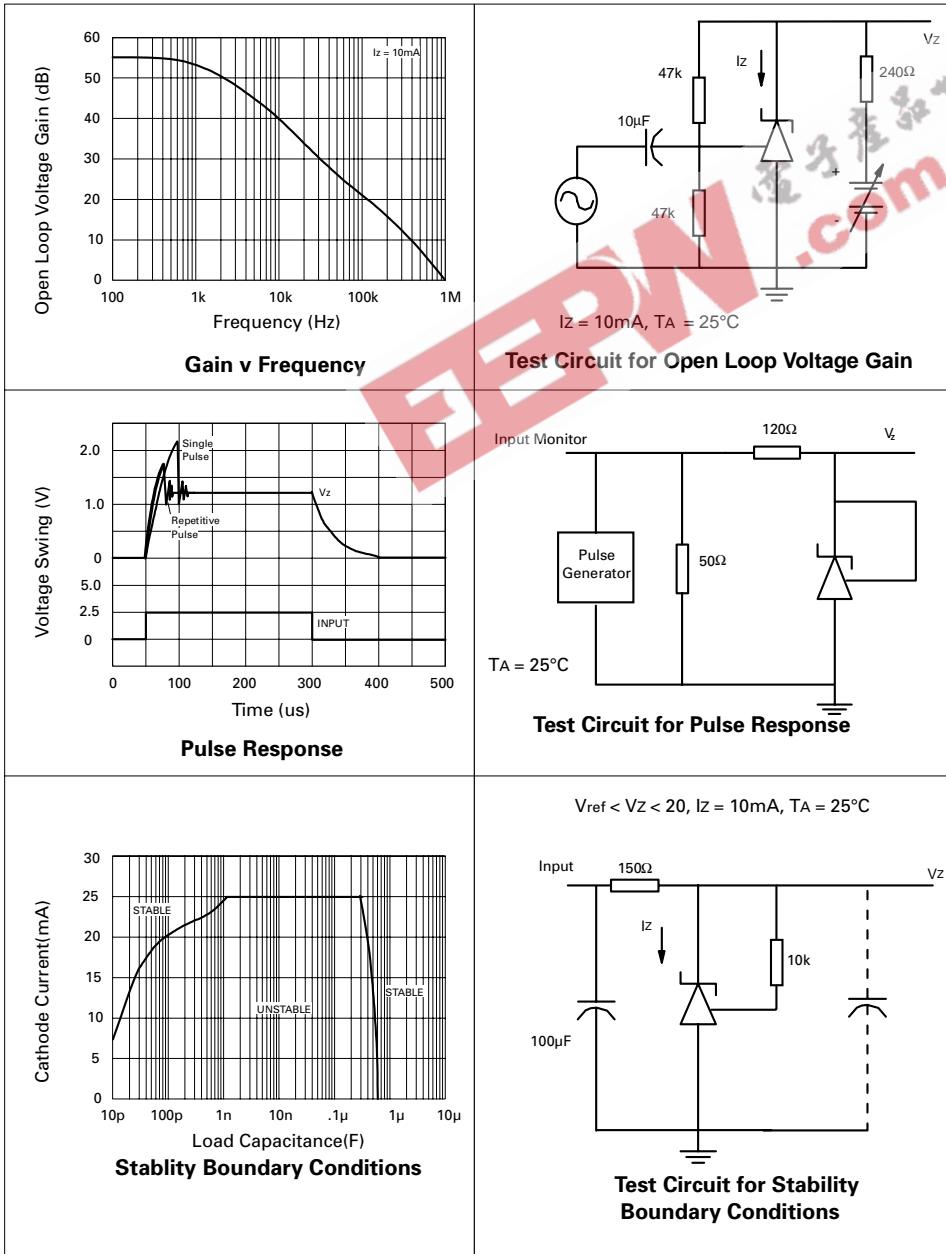 60
50
40
30
20
10
0
Open Loop Voltage Gain (dB)
IZ = 10mA
100 1k 10k 100k 1M
Frequency (Hz)
Gain v Frequency
VZ
IZ
47k
240Ω
10µF
47k
+
-
IZ = 10mA, TA = 25°C
Test Circuit for Open Loop Voltage Gain
2.0
1.0
0
5.0
2.5
0
Voltage Swing (V)
Single
Pulse
Repetitive
Pulse
Vz
INPUT
0 100 200 300 400 500
Time (us)
Pulse Response
Input Monitor
120Ω
Vz
Pulse
Generator
50Ω
TA = 25°C
Test Circuit for Pulse Response
30
25
20
15
10
5
0
Cathode Current(mA)
STABLE
UNSTABLE
STABLE
10p 100p 1n 10n .1µ 1µ 10µ
Load Capacitance(F)
Stablity Boundary Conditions
Vref < VZ < 20, IZ = 10mA, TA = 25°C
Input
150Ω
VZ
IZ
10k
100µF
Test Circuit for Stability
Boundary Conditions
EEPW.com
電子產品